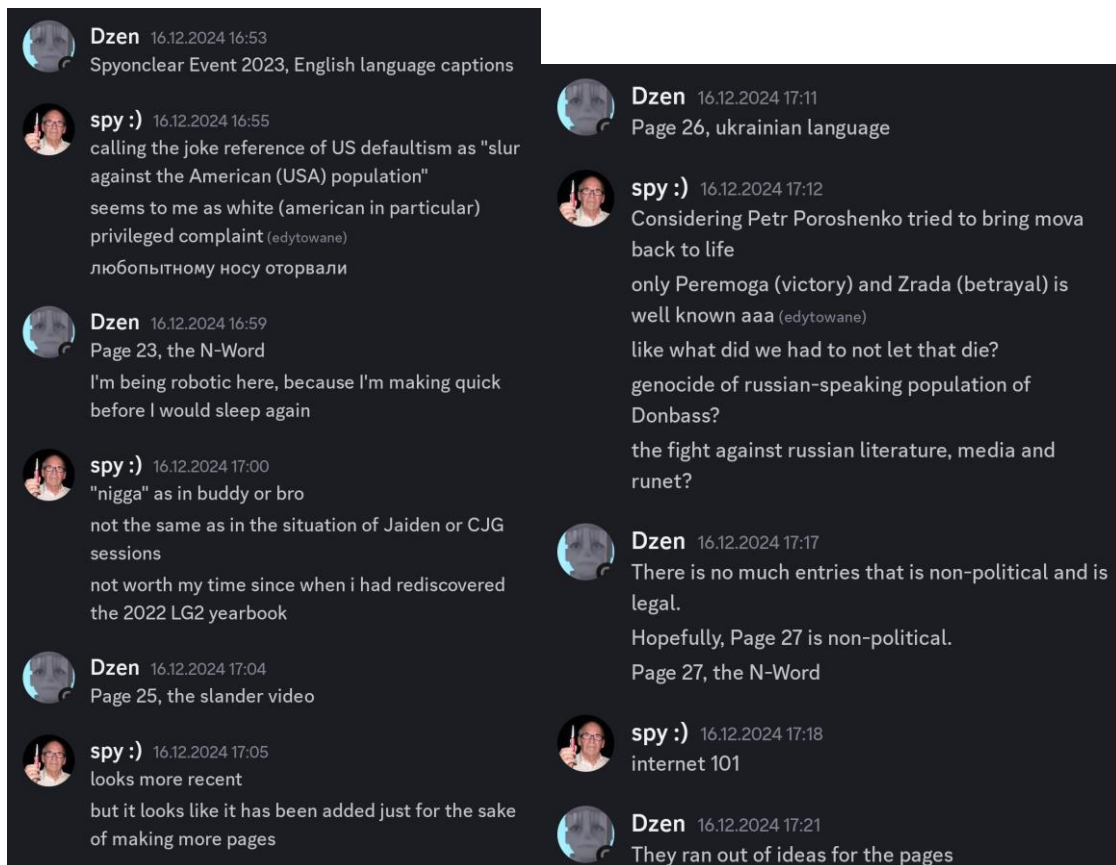 Dzen 16.12.2024 16:53
Spyonclear Event 2023, English language captions
spy :) 16.12.2024 16:55
calling the joke reference of US defaultism as "slur
against the American (USA) population"
seems to me as white (american in particular)
privileged complaint (edytowane)
любопытному носу оторвали
Dzen 16.12.2024 16:59
Page 23, the N-Word
I'm being robotic here, because I'm making quick
before I would sleep again
spy :) 16.12.2024 17:00
"nigga" as in buddy or bro
not the same as in the situation of Jaiden or CJG
sessions
not worth my time since when i had rediscovered
the 2022 LG2 yearbook
Dzen 16.12.2024 17:04
Page 25, the slander video
spy :) 16.12.2024 17:05
looks more recent
but it looks like it has been added just for the sake
of making more pages
Dzen 16.12.2024 17:11
Page 26, ukrainian language
spy :) 16.12.2024 17:12
Considering Petr Poroshenko tried to bring mova
back to life
only Peremoga (victory) and Zrada (betrayal) is
well known aaa (edytowane)
like what did we had to not let that die?
genocide of russian-speaking population of
Donbass?
the fight against russian literature, media and
runet?
Dzen 16.12.2024 17:17
There is no much entries that is non-political and is
legal.
Hopefully, Page 27 is non-political.
Page 27, the N-Word
spy :) 16.12.2024 17:18
internet 101
Dzen 16.12.2024 17:21
They ran out of ideas for the pages